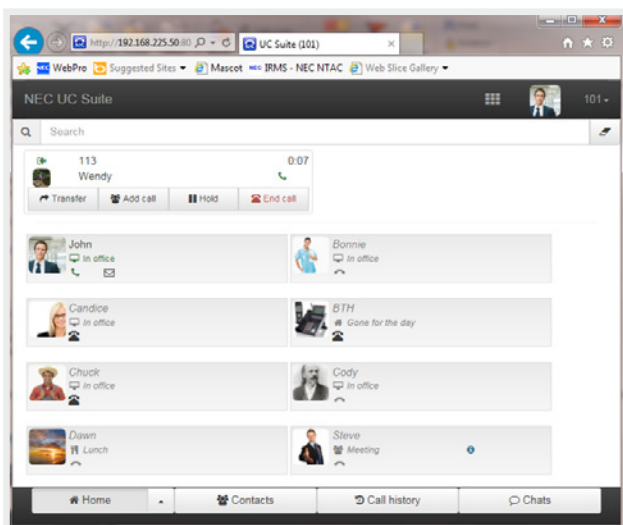 http://192.168.225.50:80
UC Suite (101)
WebPro Suggested Sites Mascot NEC IRMS - NEC NTAC Web Slice Gallery
NEC UC Suite 101
Search
113 0:07
Wendy
Transfer Add call Hold End call
John Bonnie
In office In office
Candice BTH
In office Gone for the day
Chuck Cody
In office In office
Dawn Steve
Lunch Meeting
Home Contacts Call history Chats